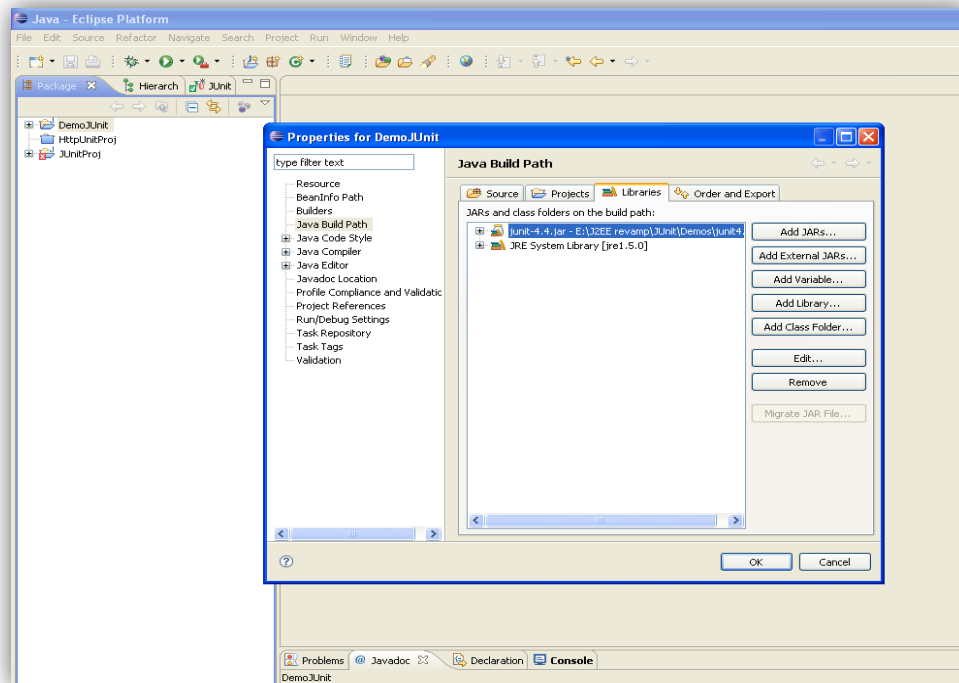 Java - Eclipse Platform
File Edit Source Refactor Navigate Search Project Run Window Help
Package Hierarch JUnit
DemoJUnit
HttpUnitProj
JUnitProj
Properties for DemoJUnit
type filter text
Resource
BeanInfo Path
Builders
Java Build Path
Java Code Style
Java Compiler
Java Editor
Javadoc Location
Profile Compliance and Validatic
Project References
Run/Debug Settings
Task Repository
Task Tags
Validation
Java Build Path
Source Projects Libraries Order and Export
JARs and class folders on the build path:
junit-4.4.jar - E:\J2EE revamp\JUnit\Demos\junit4.
JRE System Library [jre1.5.0]
Add JARs...
Add External JARs...
Add Variable...
Add Library...
Add Class Folder...
Edit...
Remove
Migrate JAR File...
OK Cancel
Problems @ Javadoc Declaration Console
DemoJUnit